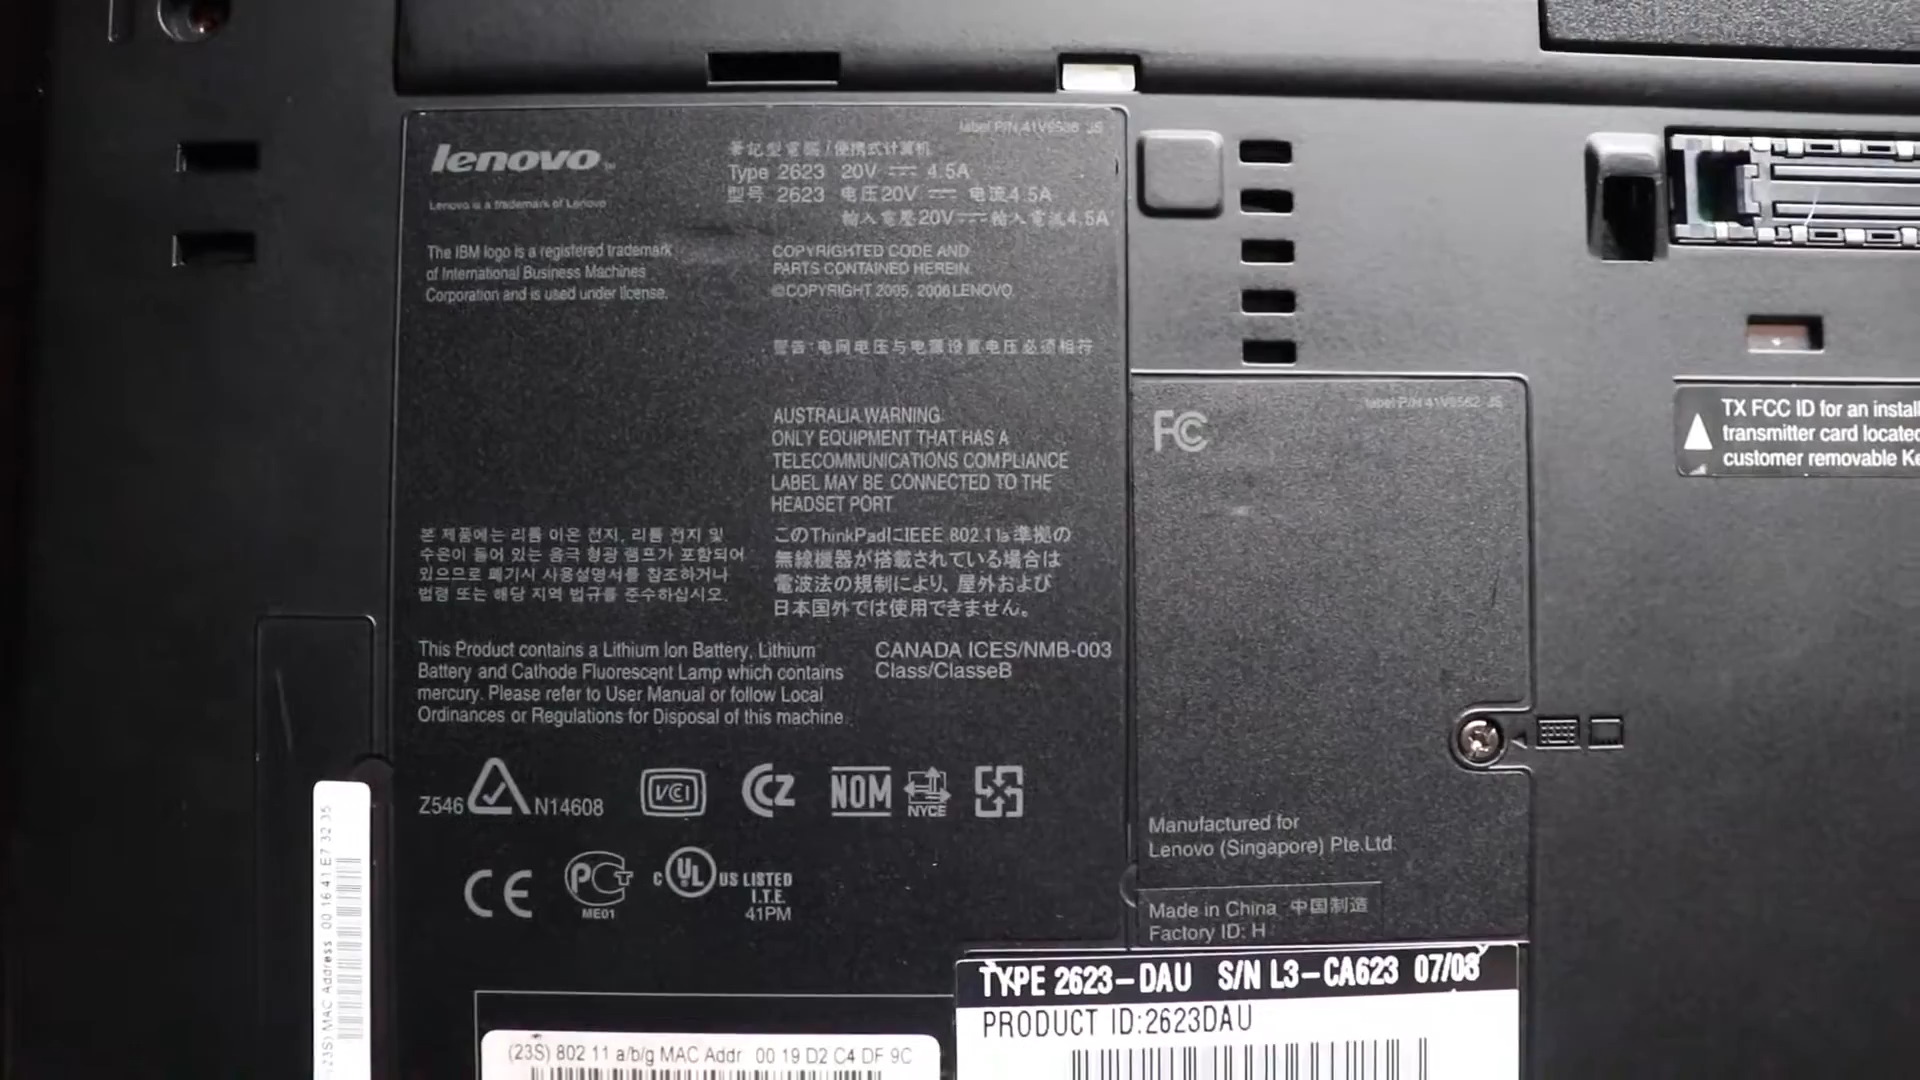 label P/N 41V9536 JS
lenovo™
筆記型電腦 / 便携式计算机
Type 2623 20V ⎓ 4.5A
型号 2623 电压20V ⎓ 电流4.5A
輸入電壓20V⎓輸入電流4.5A
Lenovo is a trademark of Lenovo
The IBM logo is a registered trademark
of International Business Machines
Corporation and is used under license.
COPYRIGHTED CODE AND
PARTS CONTAINED HEREIN.
©COPYRIGHT 2005, 2006 LENOVO
警告:电网电压与电源设置电压必须相符
AUSTRALIA WARNING
ONLY EQUIPMENT THAT HAS A
TELECOMMUNICATIONS COMPLIANCE
LABEL MAY BE CONNECTED TO THE
HEADSET PORT
본 제품에는 리튬 이온 전지, 리튬 전지 및
수은이 들어 있는 음극 형광 램프가 포함되어
있으므로 폐기시 사용설명서를 참조하거나
법령 또는 해당 지역 법규를 준수하십시오.
このThinkPadにIEEE 802.11a準拠の
無線機器が搭載されている場合は
電波法の規制により、屋外および
日本国外では使用できません。
This Product contains a Lithium Ion Battery, Lithium
Battery and Cathode Fluorescent Lamp which contains
mercury. Please refer to User Manual or follow Local
Ordinances or Regulations for Disposal of this machine.
CANADA ICES/NMB-003
Class/ClasseB
Z546 N14608
VCI
NOM
NYCE
CE
PCT
ME01
C UL US LISTED
I.T.E.
41PM
FC
Manufactured for
Lenovo (Singapore) Pte.Ltd.
Made in China 中国制造
Factory ID: H
TX FCC ID for an install
transmitter card located
customer removable Ke
TYPE 2623-DAU S/N L3-CA623 07/03
PRODUCT ID:2623DAU
(23S) 802 11 a/b/g MAC Addr 00 19 D2 C4 DF 9C
(23S) MAC Address 00 16 41 E7 32 35